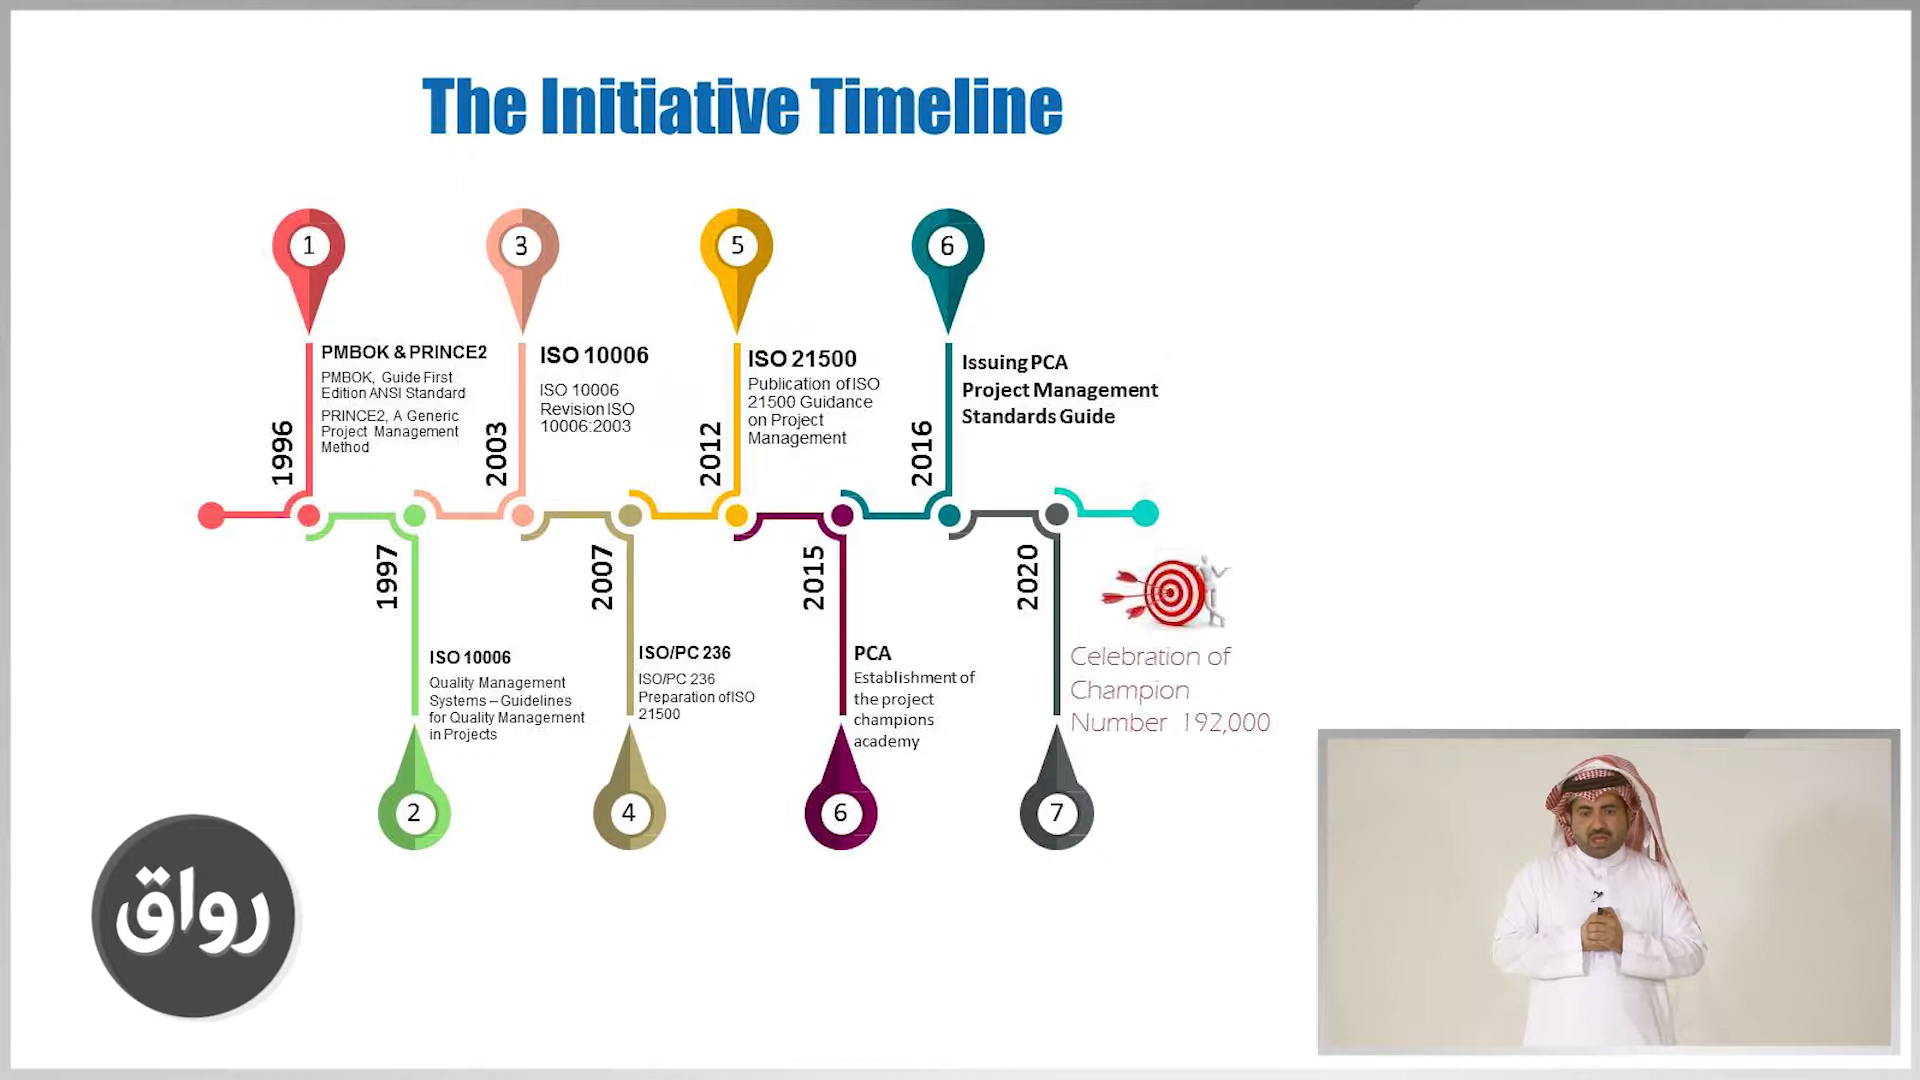 The Initiative Timeline
1
3
5
6
PMBOK & PRINCE2
PMBOK, Guide First
Edition ANSI Standard
PRINCE2, A Generic
Project Management
Method
1996
ISO 10006
ISO 10006
Revision ISO
10006:2003
2003
ISO 21500
Publication of ISO
21500 Guidance
on Project
Management
2012
Issuing PCA
Project Management
Standards Guide
2016
1997
ISO 10006
Quality Management
Systems – Guidelines
for Quality Management
in Projects
2007
ISO/PC 236
ISO/PC 236
Preparation of ISO
21500
2015
PCA
Establishment of
the project
champions
academy
2020
Celebration of
Champion
Number 192,000
2
4
6
7
رواق